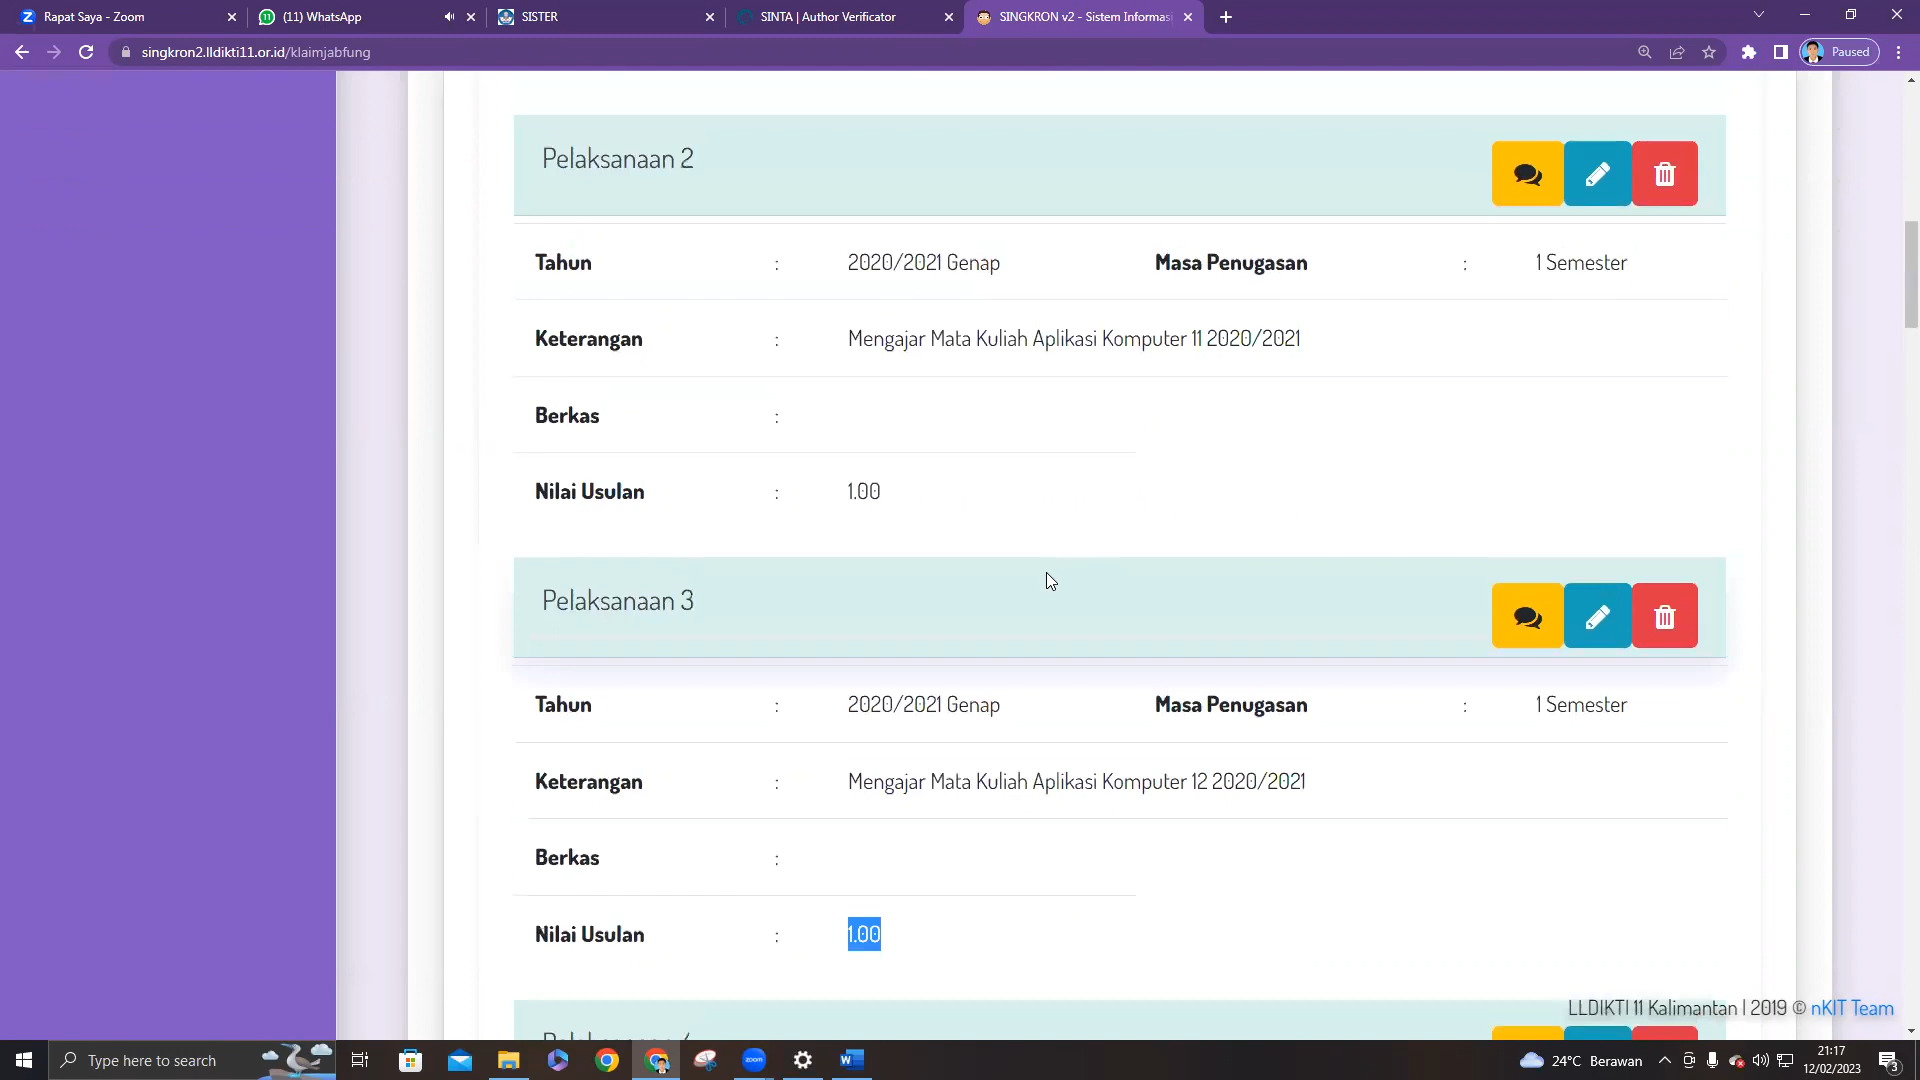 Rapat Saya - Zoom
(11) WhatsApp
SISTER
SINTA | Author Verificator
SINGKRON v2 - Sistem Informasi
singkron2.lldikti11.or.id/klaimjabfung
Paused
Pelaksanaan 2
Tahun : 2020/2021 Genap Masa Penugasan : 1 Semester
Keterangan : Mengajar Mata Kuliah Aplikasi Komputer 11 2020/2021
Berkas :
Nilai Usulan : 1.00
Pelaksanaan 3
Tahun : 2020/2021 Genap Masa Penugasan : 1 Semester
Keterangan : Mengajar Mata Kuliah Aplikasi Komputer 12 2020/2021
Berkas :
Nilai Usulan : 1.00
LLDIKTI 11 Kalimantan | 2019 © nKIT Team
Type here to search
zoom
24°C Berawan
21:17
12/02/2023
3